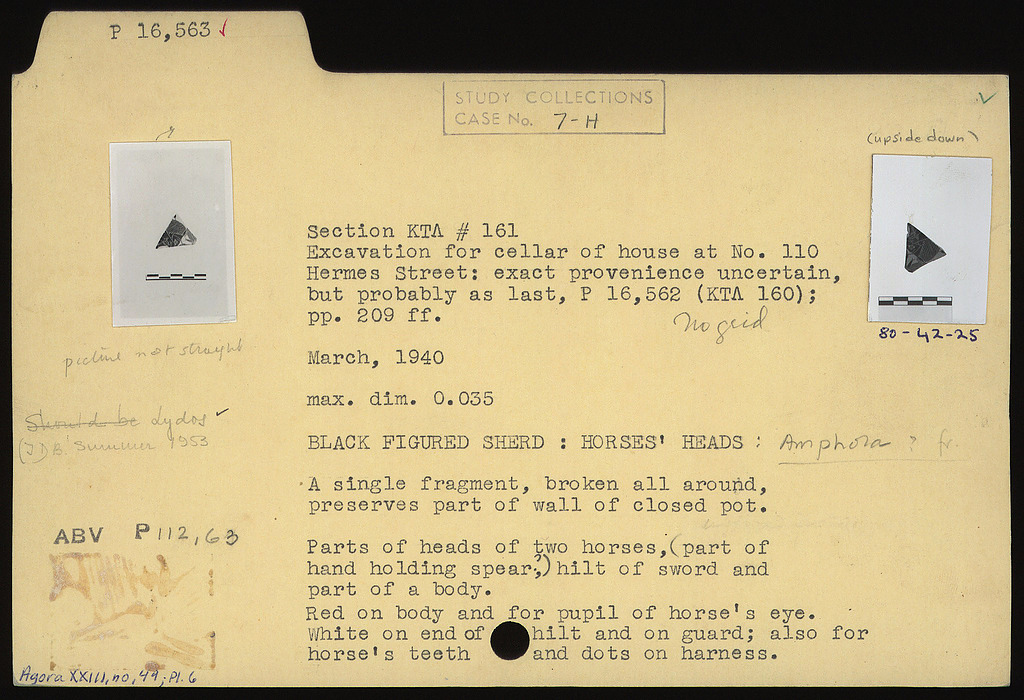 P 16,563 ✓
STUDY COLLECTIONS
CASE No. 7-H
(upside down)
Section KTΛ # 161
Excavation for cellar of house at No. 110
Hermes Street: exact provenience uncertain,
but probably as last, P 16,562 (KTΛ 160);
pp. 209 ff.
No grid
80-42-25
picture not straight
March, 1940
max. dim. 0.035
Should be Lydos ✓
(JDB. Summer 1953
BLACK FIGURED SHERD : HORSES' HEADS : Amphora ? fr.
A single fragment, broken all around,
preserves part of wall of closed pot.
ABV P 112, 63
Parts of heads of two horses, (part of
hand holding spear?,) hilt of sword and
part of a body.
Red on body and for pupil of horse's eye.
White on end of hilt and on guard; also for
horse's teeth and dots on harness.
Agora XXIII, no, 49; Pl. 6